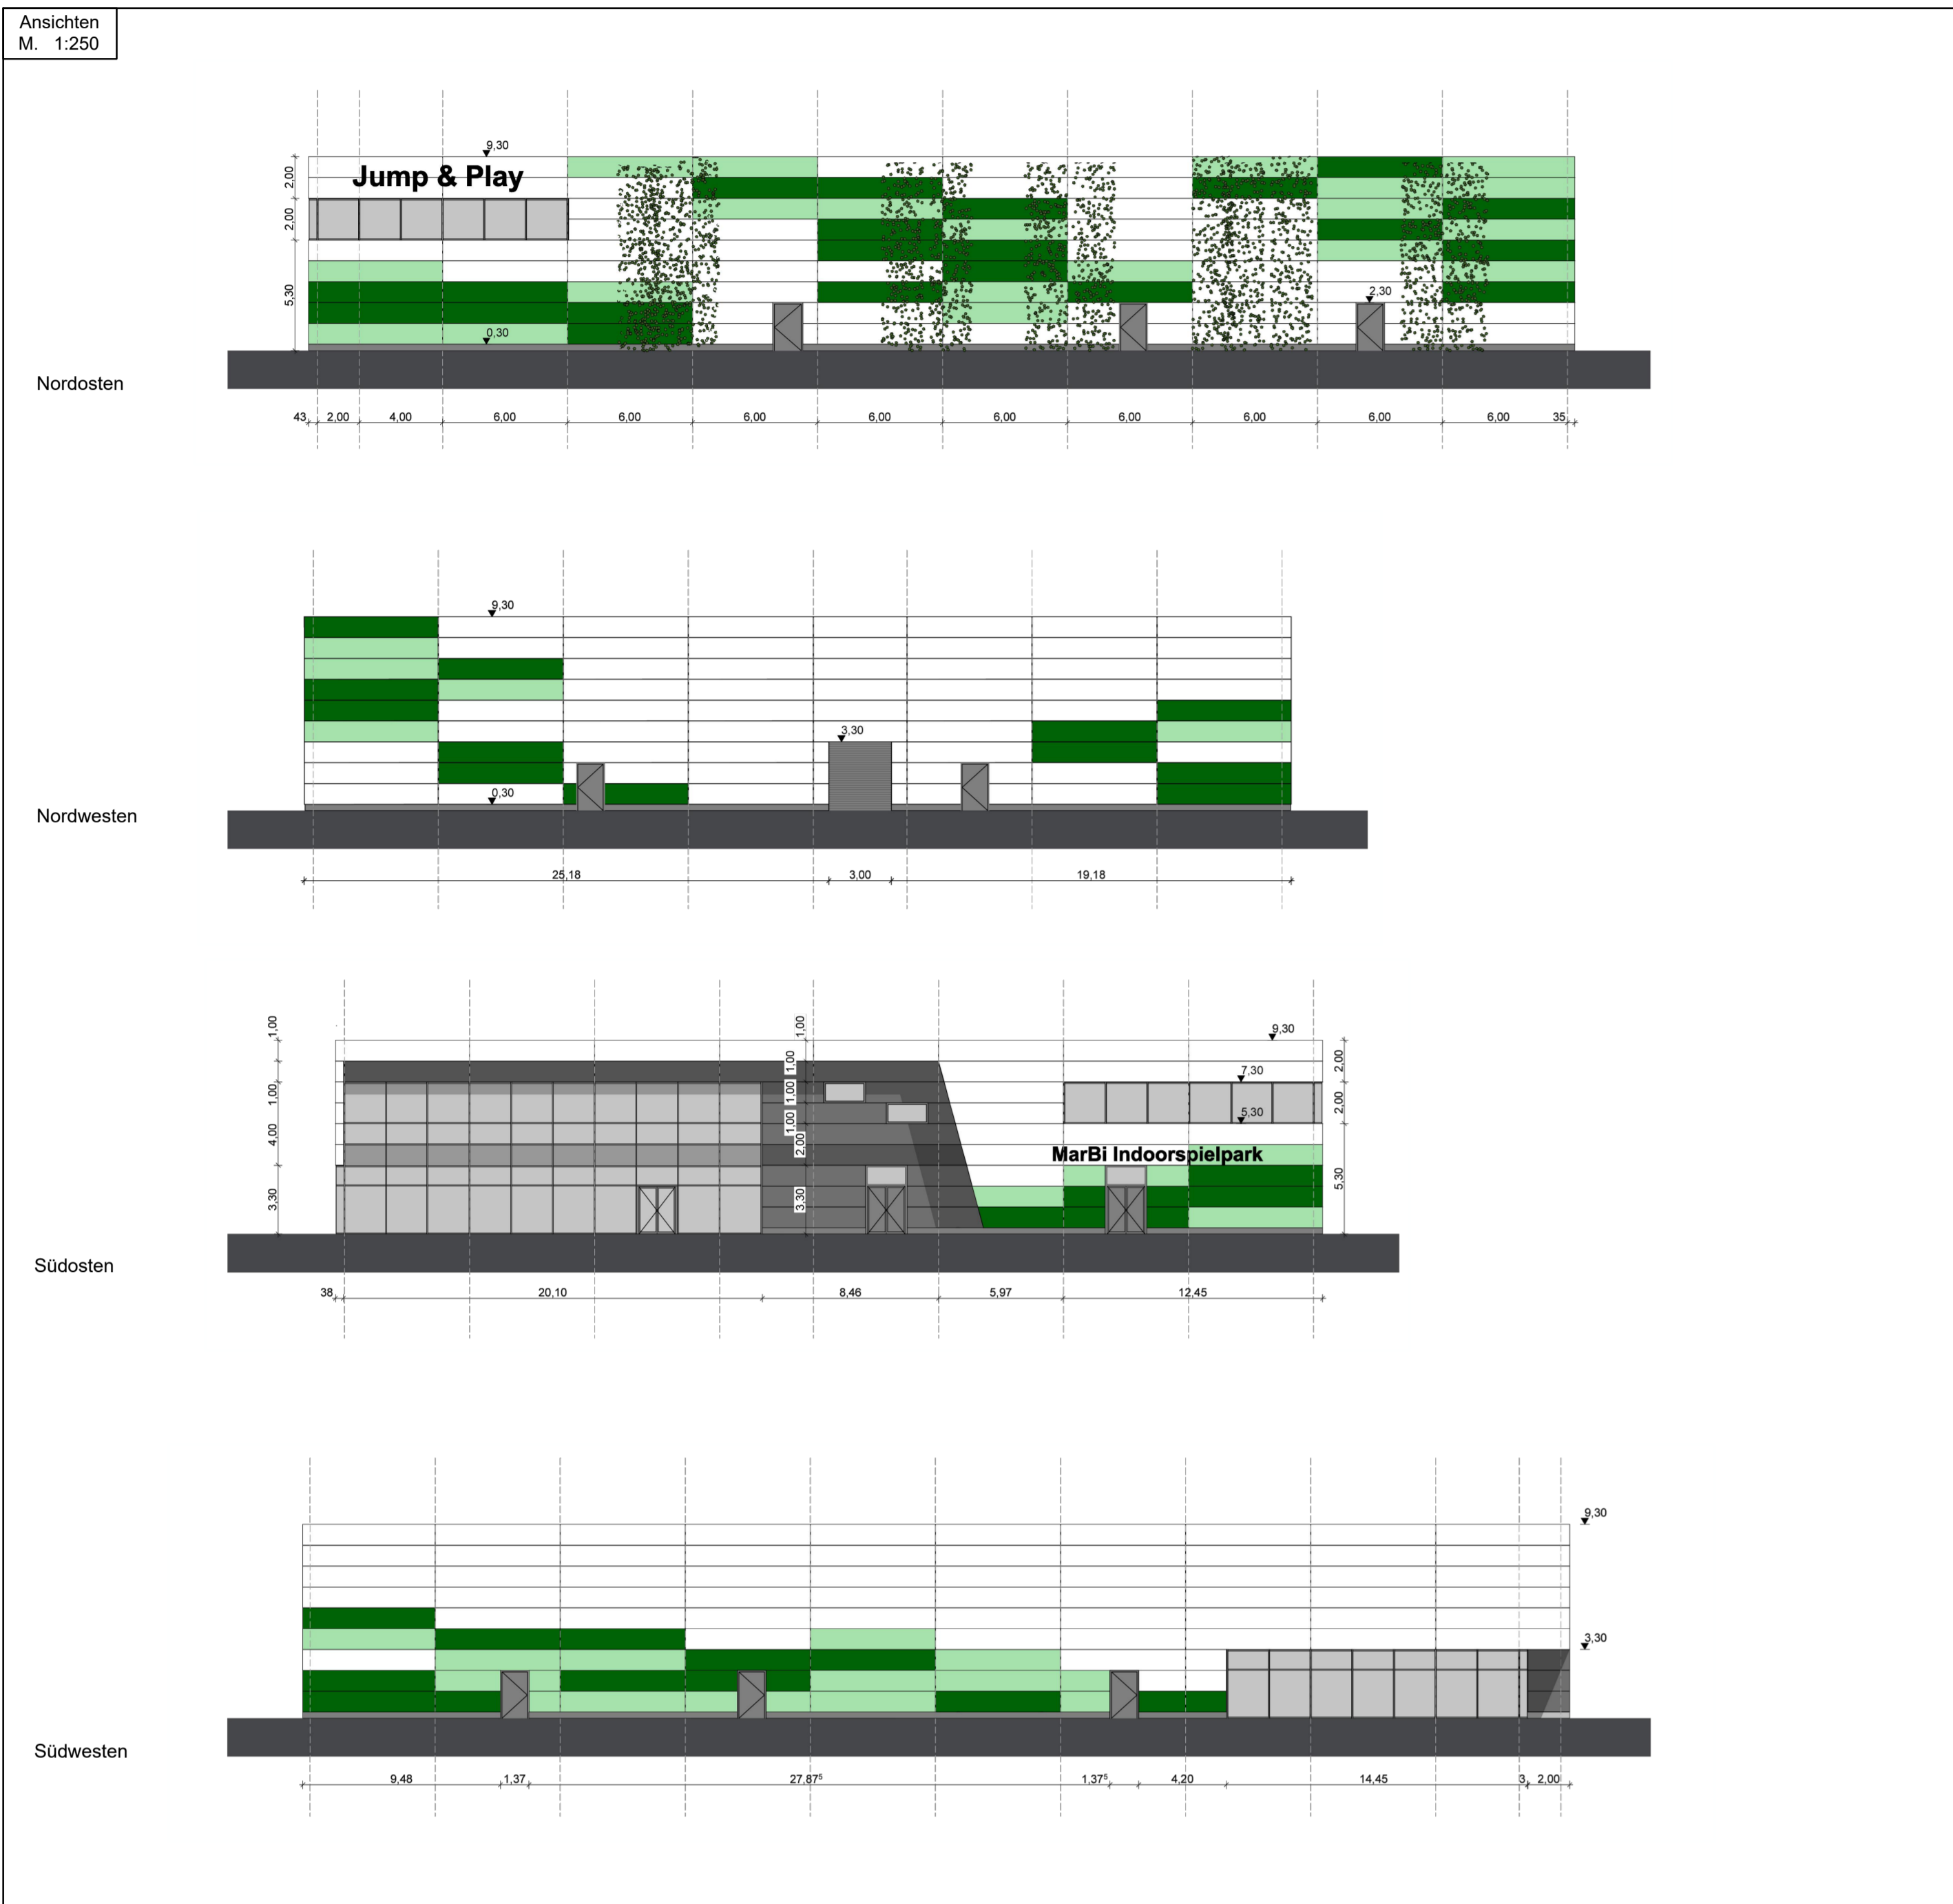 Ansichten
M. 1:250
9,30
Jump & Play
2,00
2,00
5,30
2,30
0,30
Nordosten
43 2,00 4,00 6,00 6,00 6,00 6,00 6,00 6,00 6,00 6,00 6,00 35
9,30
3,30
0,30
Nordwesten
25,18 3,00 19,18
1,00
1,00
4,00
3,30
1,00
1,00
1,00
1,00
2,00
3,30
9,30
7,30
5,30
2,00
2,00
5,30
MarBi Indoorspielpark
Südosten
38 20,10 8,46 5,97 12,45
9,30
3,30
Südwesten
9,48 1,37 27,87⁵ 1,37⁵ 4,20 14,45 3 2,00